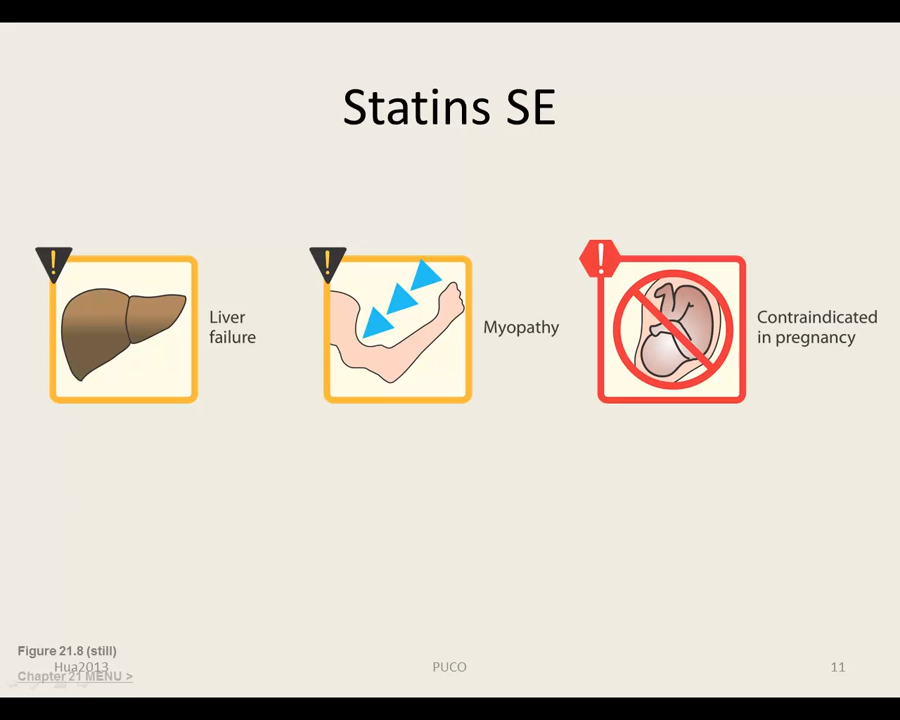 Statins SE
!
Liver
failure
!
Myopathy
!
Contraindicated
in pregnancy
Figure 21.8 (still)
Hua2013
PUCO
11
Chapter 21 MENU >